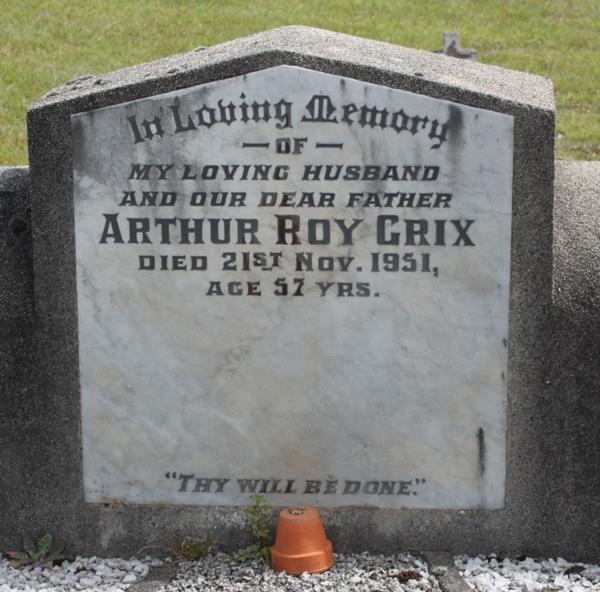 In Loving Memory
— OF —
MY LOVING HUSBAND
AND OUR DEAR FATHER
ARTHUR ROY GRIX
DIED 21ST NOV. 1951,
AGE 57 YRS.
"THY WILL BE DONE."